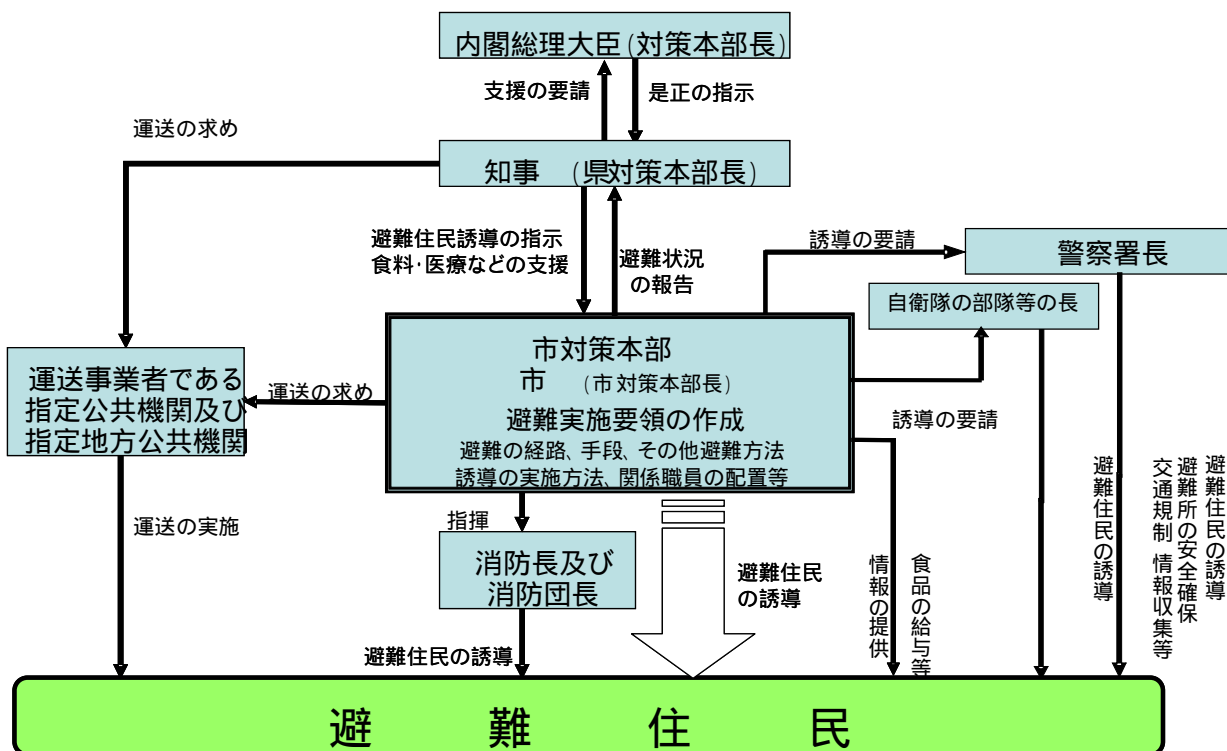 内閣総理大臣(対策本部長)
支援の要請
是正の指示
運送の求め
知事 (県対策本部長)
避難住民誘導の指示
食料・医療などの支援
避難状況
の報告
誘導の要請
警察署長
自衛隊の部隊等の長
運送事業者である
指定公共機関及び
指定地方公共機関
運送の求め
市対策本部
市 (市対策本部長)
避難実施要領の作成
避難の経路、手段、その他避難方法
誘導の実施方法、関係職員の配置等
誘導の要請
運送の実施
指揮
消防長及び
消防団長
避難住民の誘導
避難住民
の誘導
食品の給与等
情報の提供
避難住民の誘導
避難住民の誘導
避難所の安全確保
交通規制 情報収集等
避難住民